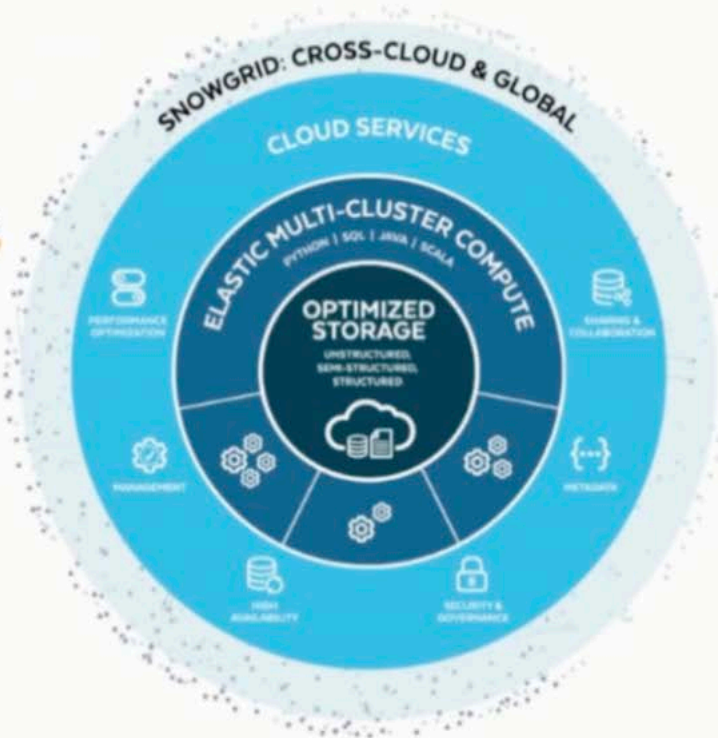 SNOWGRID: CROSS-CLOUD & GLOBAL
CLOUD SERVICES
ELASTIC MULTI-CLUSTER COMPUTE
PYTHON | SQL | JAVA | SCALA
OPTIMIZED
STORAGE
UNSTRUCTURED,
SEMI-STRUCTURED,
STRUCTURED
PERFORMANCE
OPTIMIZATION
SHARING &
COLLABORATION
MANAGEMENT
METADATA
HIGH
AVAILABILITY
SECURITY &
GOVERNANCE